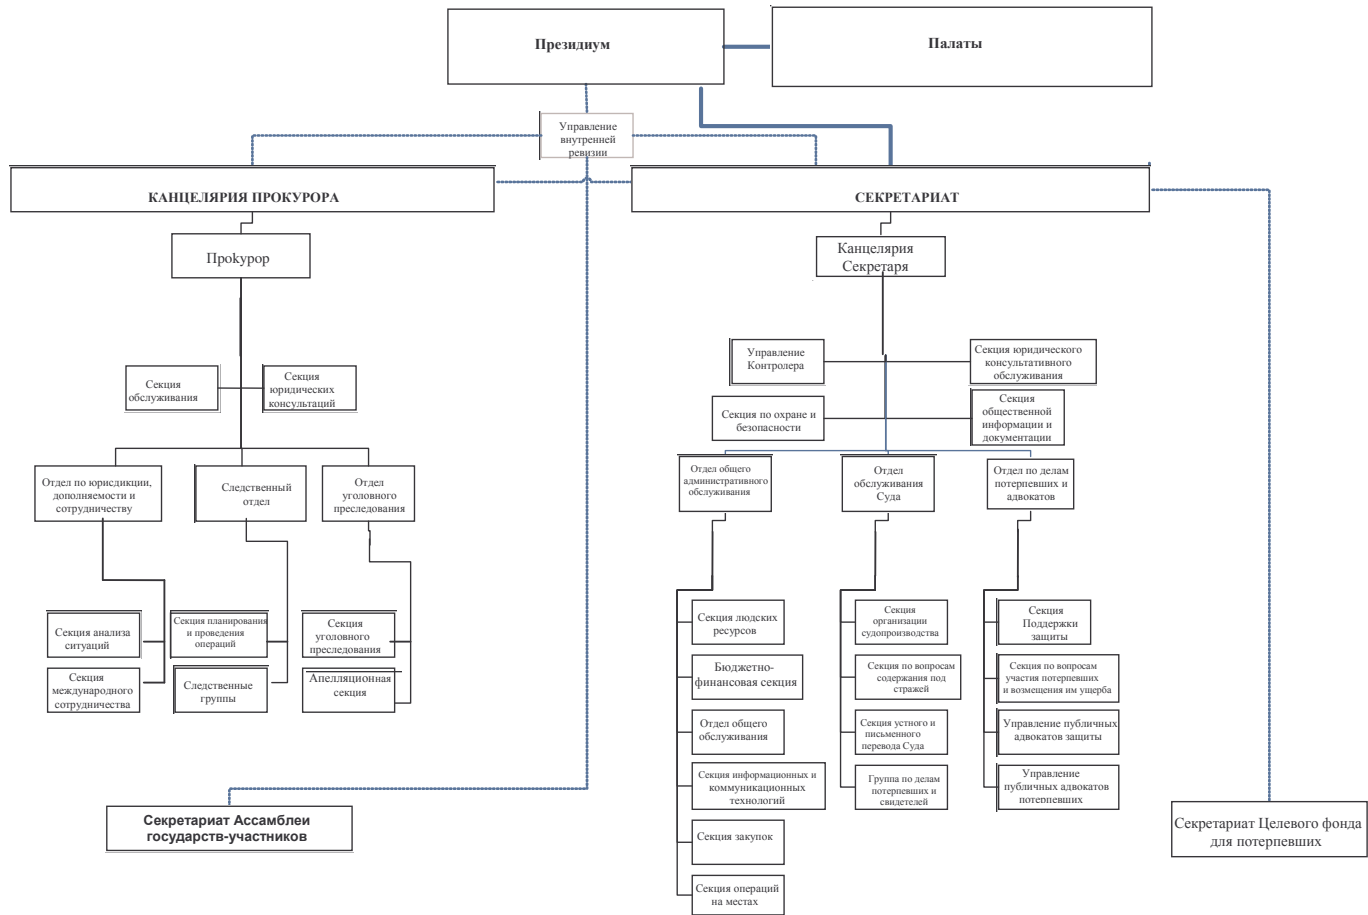 Президиум
Палаты
Управление
внутренней
ревизии
КАНЦЕЛЯРИЯ ПРОКУРОРА
СЕКРЕТАРИАТ
Проkурор
Канцелярия
Секретаря
Управление
Контролера
Секция юридического
консультативного
обслуживания
Секция
обслуживания
Секция
юридических
консультаций
Секция по охране и
безопасности
Секция
общественной
информации и
документации
Отдел по юрисдикции,
дополняемости и
сотрудничеству
Следственный
отдел
Отдел
уголовного
преследования
Отдел общего
административного
обслуживания
Отдел
обслуживания
Суда
Отдел по делам
потерпевших и
адвокатов
Секция анализа
ситуаций
Секция планирования
и проведения
операций
Секция
уголовного
преследования
Секция
международного
сотрудничества
Следственные
группы
Апелляционная
секция
Секция людских
ресурсов
Бюджетно-
финансовая секция
Отдел общего
обслуживания
Секция информационных и
коммуникационных
технологий
Секция закупок
Секция операций
на местах
Секция
организации
судопроизводства
Секция по вопросам
содержания под
стражей
Секция устного и
письменного
перевода Суда
Группа по делам
потерпевших и
свидетелей
Секция
Поддержки
защиты
Секция по вопросам
участия потерпевших
и возмещения им ущерба
Управление публичных
адвокатов защиты
Управление
публичных адвокатов
потерпевших
Секретариат Ассамблеи
государств-участников
Секретариат Целевого фонда
для потерпевших